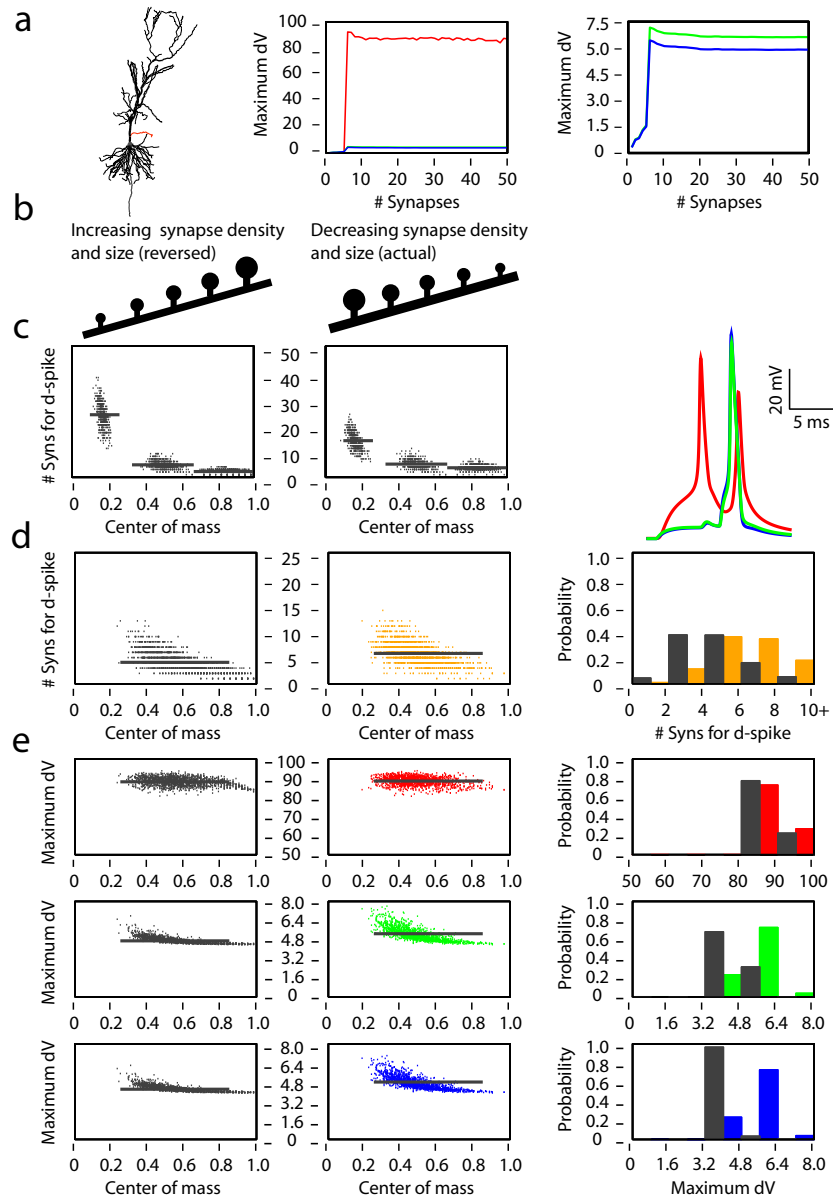 a
Maximum dV
100
80
60
40
20
0
0 10 20 30 40 50
# Synapses
Maximum dV
7.5
6.0
4.5
3.0
1.5
0
0 10 20 30 40 50
# Synapses
b
Increasing synapse density
and size (reversed)
Decreasing synapse density
and size (actual)
c
# Syns for d-spike
50
40
30
20
10
0
0 0.2 0.4 0.6 0.8 1.0
Center of mass
0 0.2 0.4 0.6 0.8 1.0
Center of mass
20 mV
5 ms
d
# Syns for d-spike
25
20
15
10
5
0
0 0.2 0.4 0.6 0.8 1.0
Center of mass
0 0.2 0.4 0.6 0.8 1.0
Center of mass
Probability
1.0
0.8
0.6
0.4
0.2
0
0 2 4 6 8 10+
# Syns for d-spike
e
Maximum dV
100
90
80
70
60
50
0 0.2 0.4 0.6 0.8 1.0
0 0.2 0.4 0.6 0.8 1.0
Probability
1.0
0.8
0.6
0.4
0.2
0
50 60 70 80 90 100
Maximum dV
8.0
6.4
4.8
3.2
1.6
0
0 0.2 0.4 0.6 0.8 1.0
0 0.2 0.4 0.6 0.8 1.0
Probability
1.0
0.8
0.6
0.4
0.2
0
0 1.6 3.2 4.8 6.4 8.0
Maximum dV
8.0
6.4
4.8
3.2
1.6
0
0 0.2 0.4 0.6 0.8 1.0
Center of mass
0 0.2 0.4 0.6 0.8 1.0
Center of mass
Probability
1.0
0.8
0.6
0.4
0.2
0
0 1.6 3.2 4.8 6.4 8.0
Maximum dV